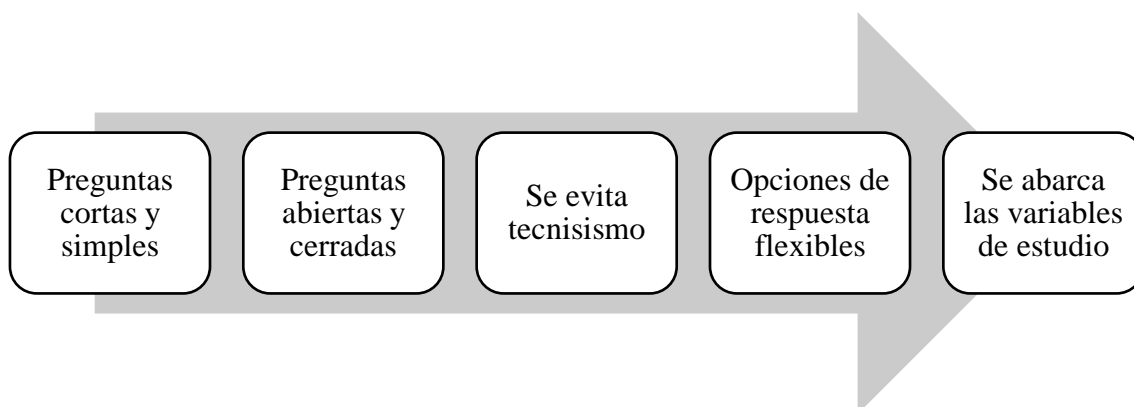 Preguntas
cortas y
simples
Preguntas
abiertas y
cerradas
Se evita
tecnisismo
Opciones de
respuesta
flexibles
Se abarca
las variables
de estudio